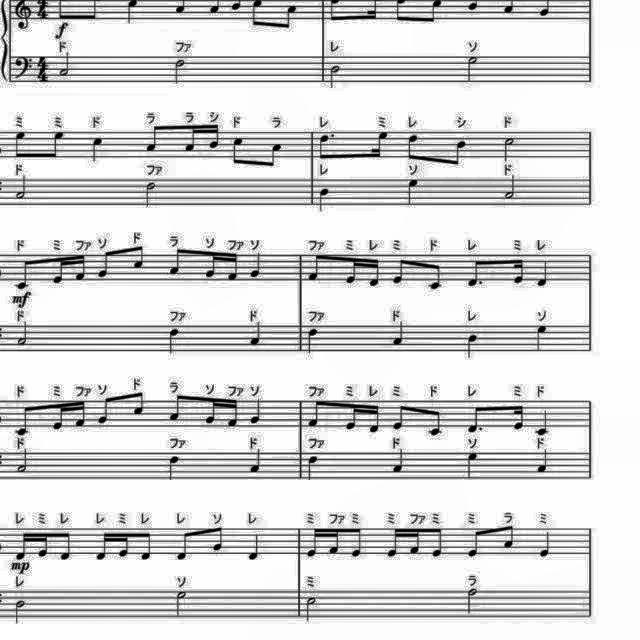 f
ド ファ レ ソ
ミ ミ ド ラ ラ シ ド ラ レ ミ レ シ ド
ド ファ レ ソ ド
ド ミ ファ ソ ド ラ ソ ファ ソ ファ ミ レ ミ ド レ ミ レ
mf
ド ファ ド ファ ド レ ソ
ド ミ ファ ソ ド ラ ソ ファ ソ ファ ミ レ ミ ド レ ミ ド
ド ファ ド ファ ド ソ ド
レ ミ レ レ ミ レ レ ソ レ ミ ファ ミ ミ ファ ミ ミ ラ ミ
mp
レ ソ ミ ラ